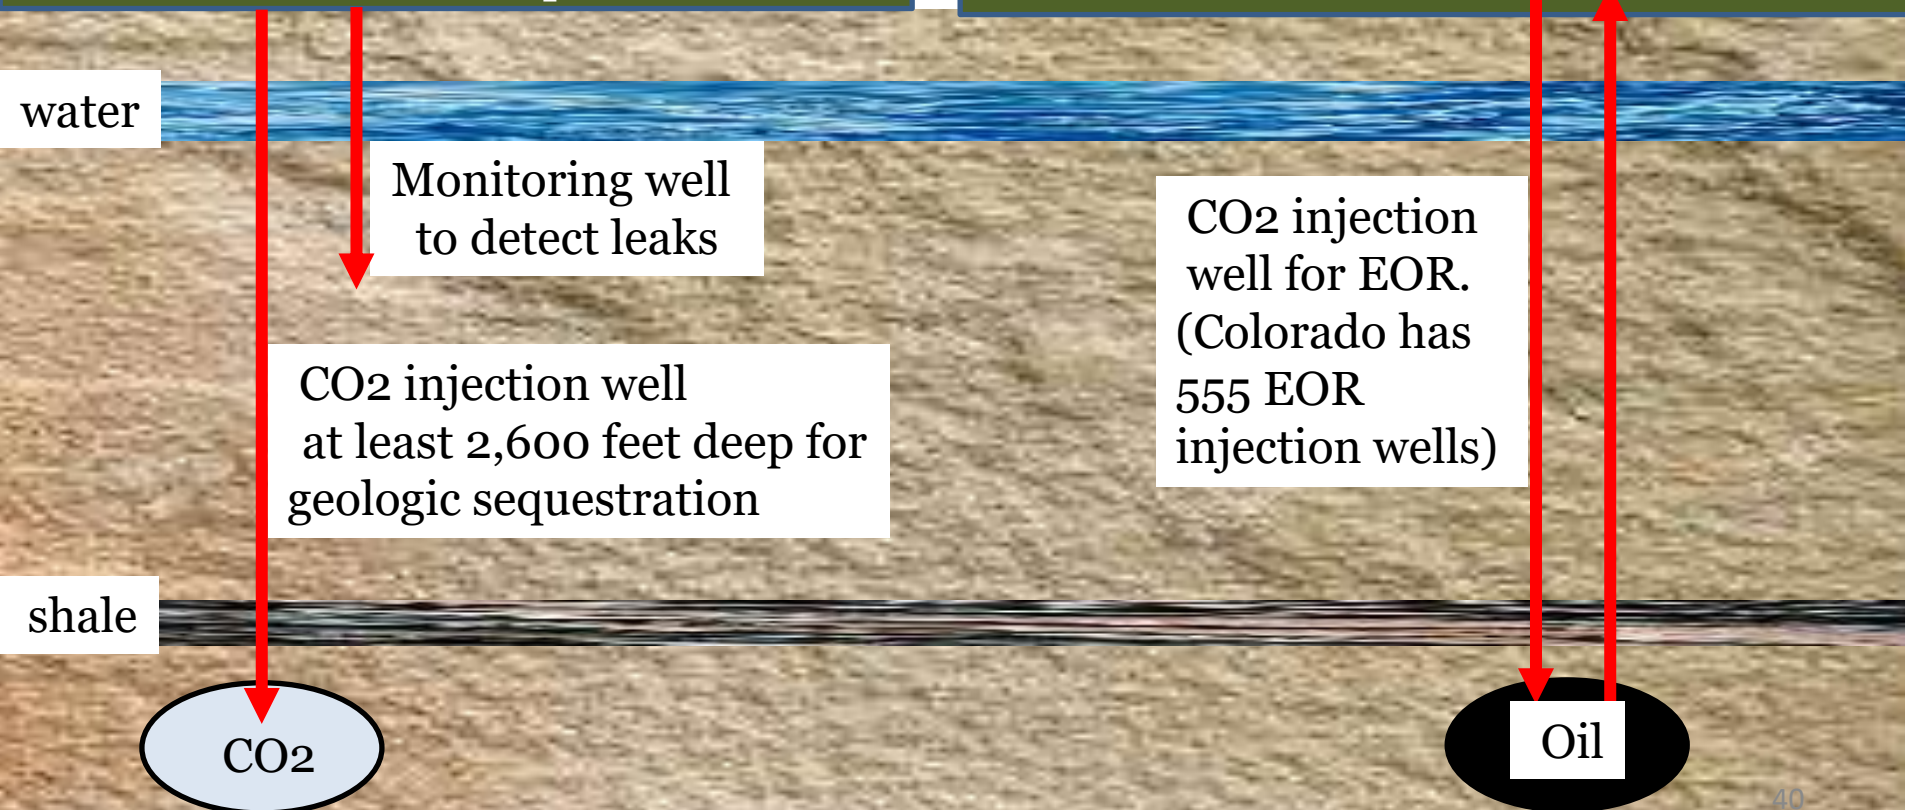 water
Monitoring well
to detect leaks
CO2 injection
well for EOR.
(Colorado has
555 EOR
injection wells)
CO2 injection well
at least 2,600 feet deep for
geologic sequestration
shale
CO2
Oil
40